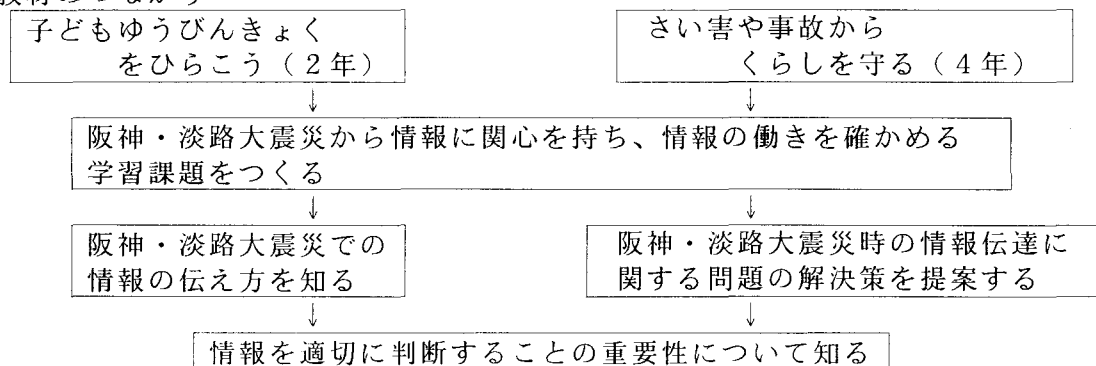 子どもゆうびんきょく
をひらこう（２年）
さい害や事故から
くらしを守る（４年）
阪神・淡路大震災から情報に関心を持ち、情報の働きを確かめる
学習課題をつくる
阪神・淡路大震災での
情報の伝え方を知る
阪神・淡路大震災時の情報伝達に
関する問題の解決策を提案する
情報を適切に判断することの重要性について知る